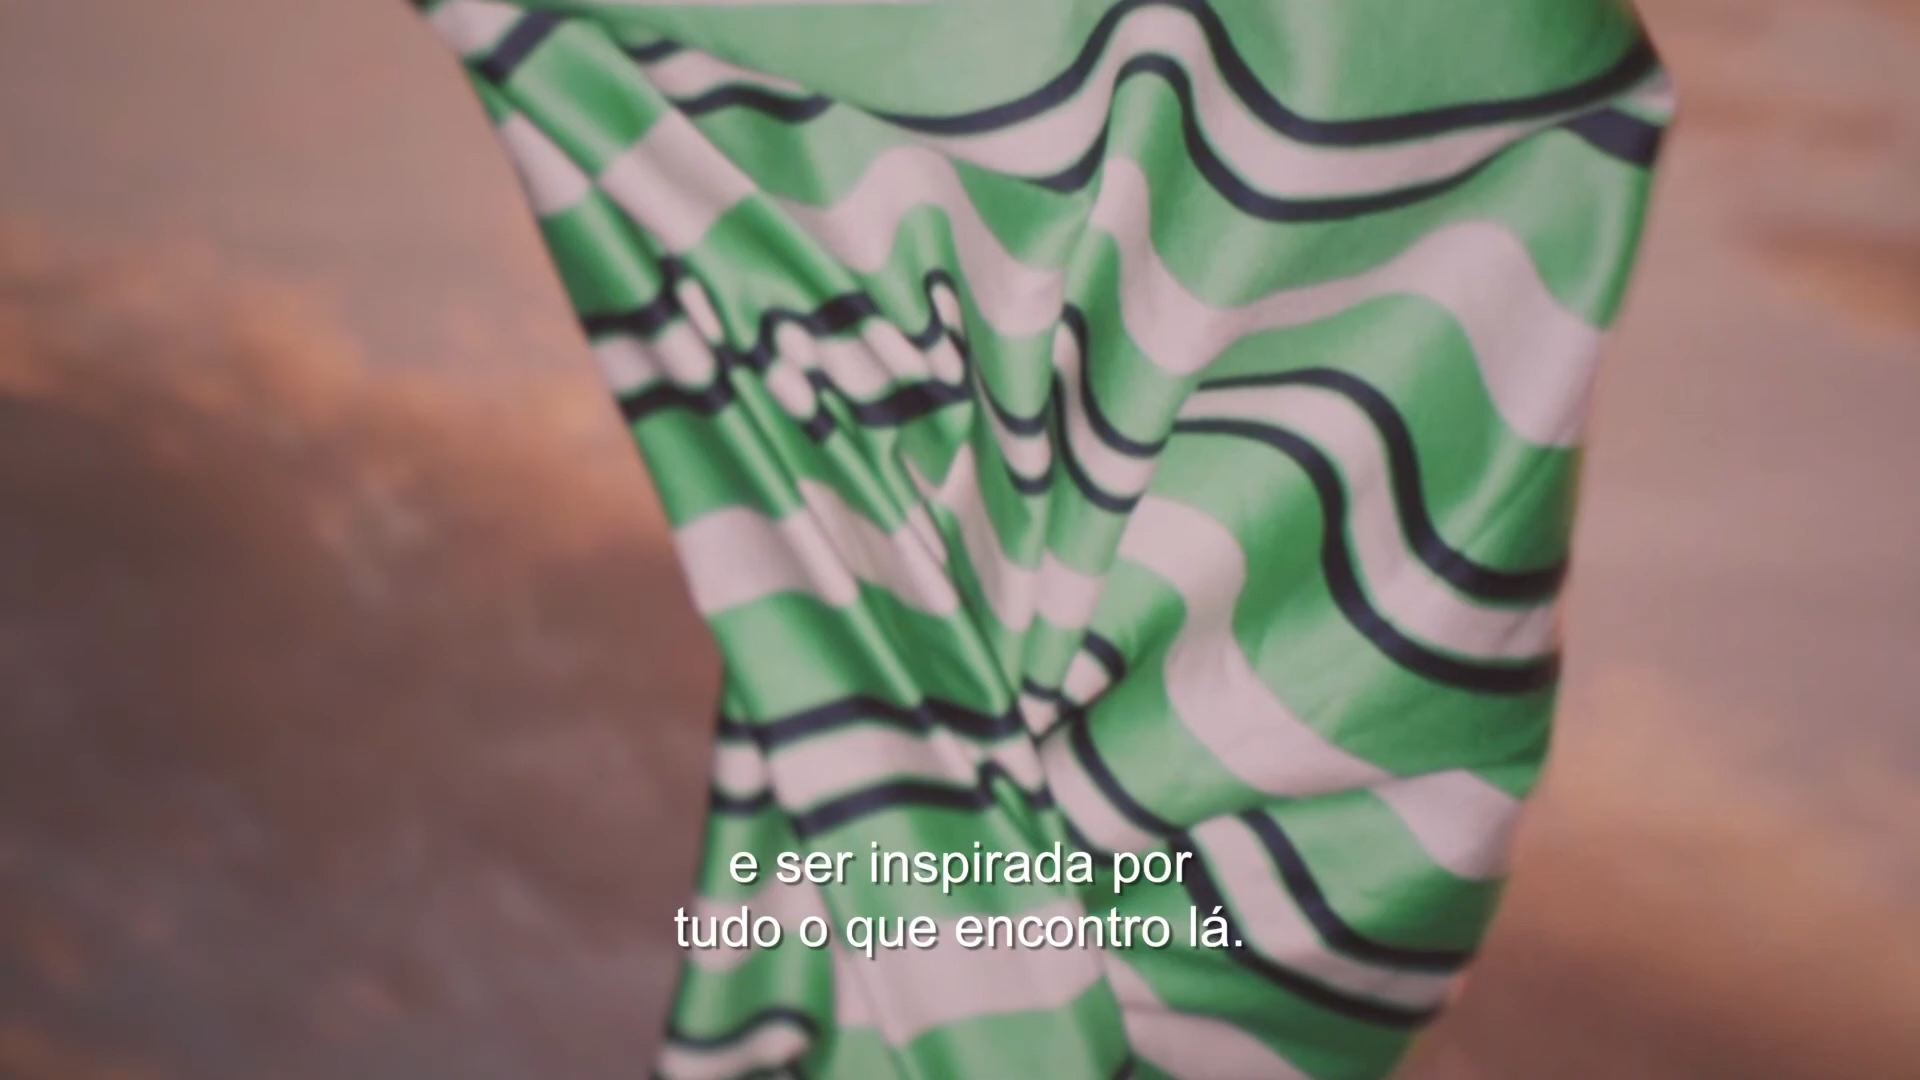 e ser inspirada por
tudo o que encontro lá.